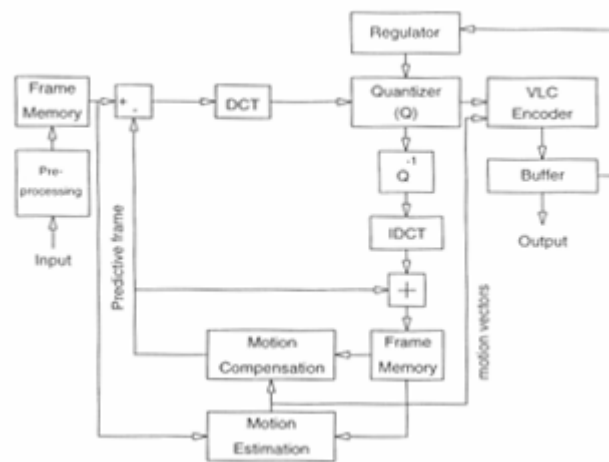 Regulator
Frame
Memory
+
-
DCT
Quantizer
(Q)
VLC
Encoder
Pre-
processing
Q
-1
Buffer
Input
Predictive frame
IDCT
Output
+
motion vectors
Motion
Compensation
Frame
Memory
Motion
Estimation